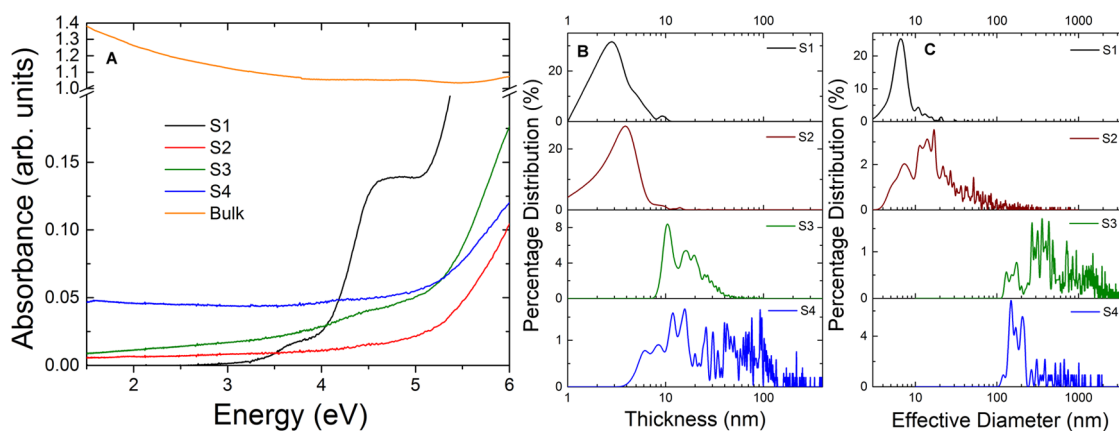 A
1.4
1.3
1.2
1.1
1.0
0.15
0.10
0.05
0.00
Absorbance (arb. units)
S1
S2
S3
S4
Bulk
2 3 4 5 6
Energy (eV)
1 10 100
B
S1
20
0
S2
20
0
S3
8
4
0
S4
1
0
Percentage Distribution (%)
1 10 100
Thickness (nm)
10 100 1000
C
S1
20
10
0
S2
2
0
S3
1
0
S4
4
0
Percentage Distribution (%)
10 100 1000
Effective Diameter (nm)